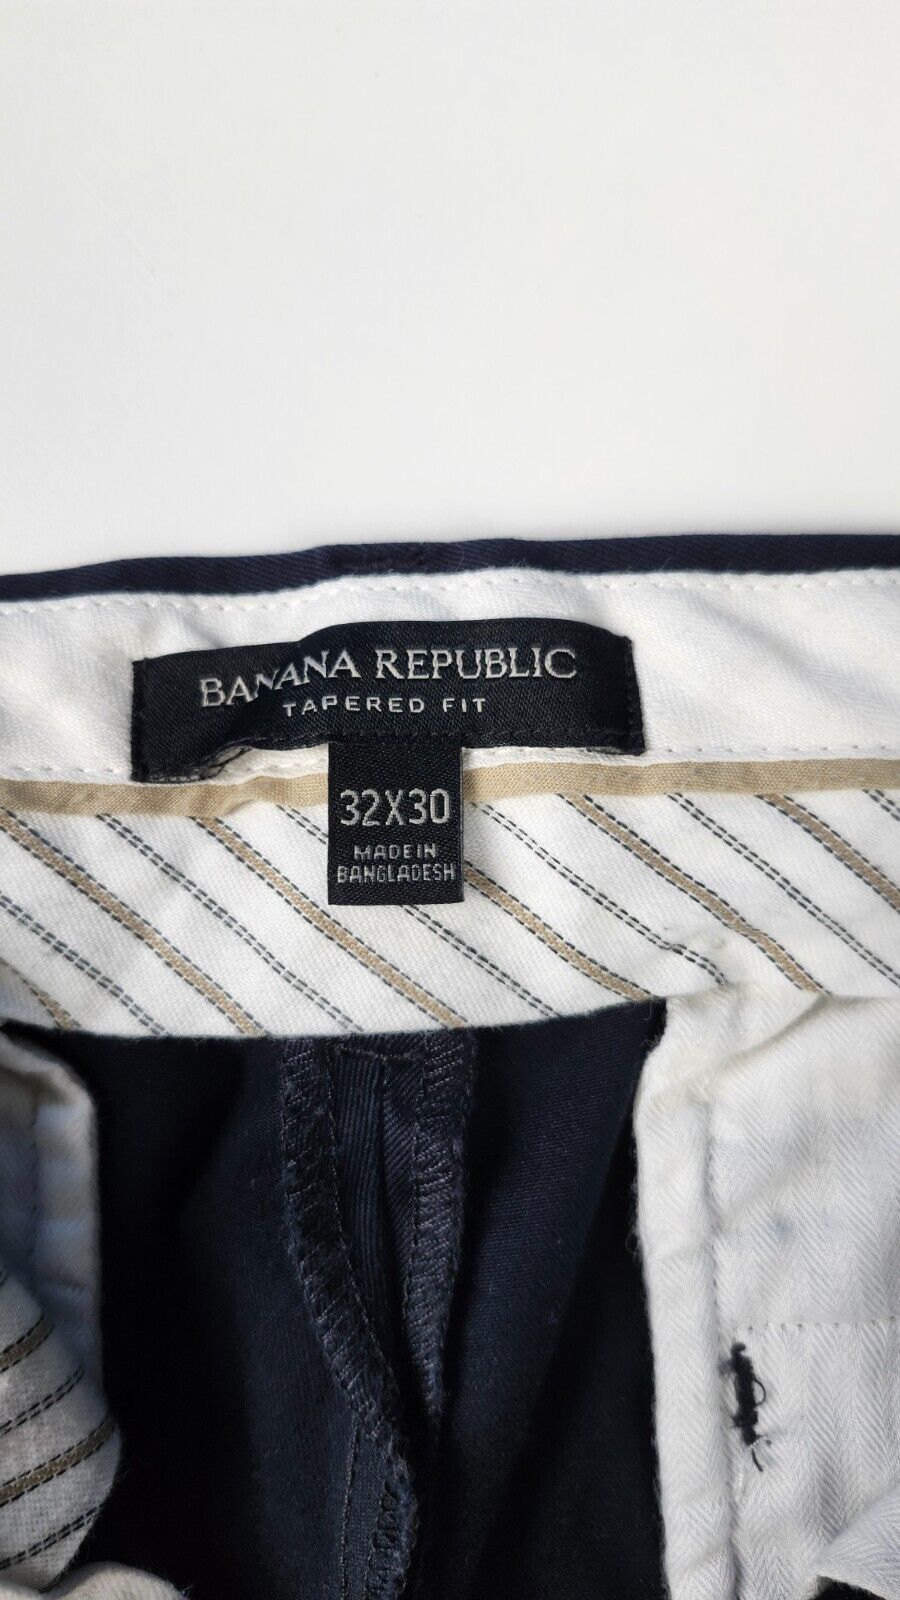 BANANA REPUBLIC
TAPERED FIT
32X30
MADE IN
BANGLADESH